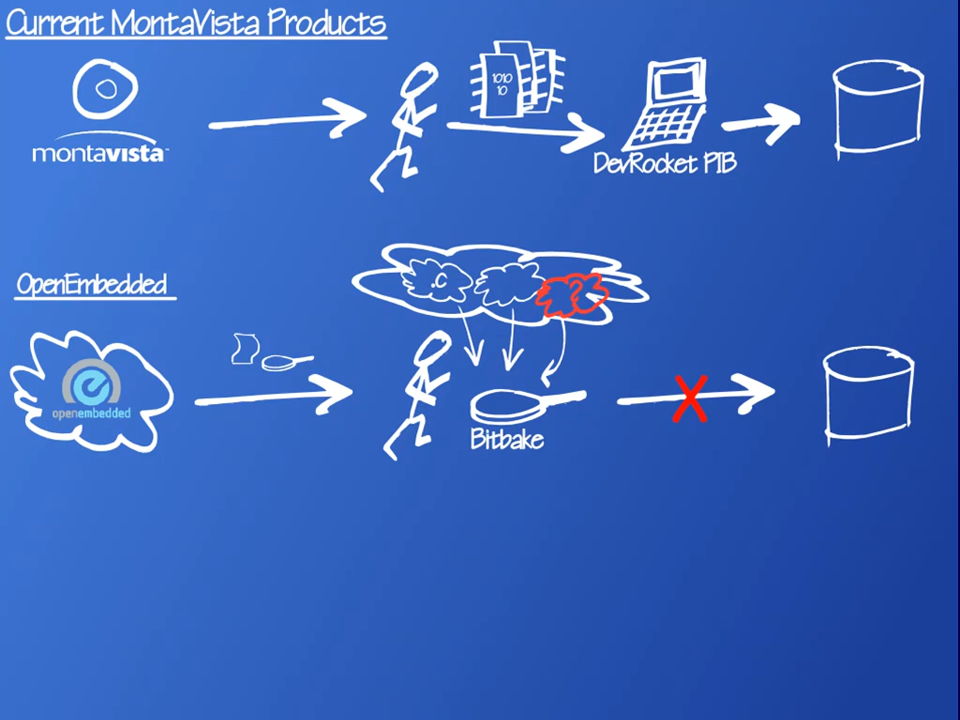 Current MontaVista Products
1010
10
montavista
DevRocket PIB
OpenEmbedded
.C
?
openembedded
Bitbake
X